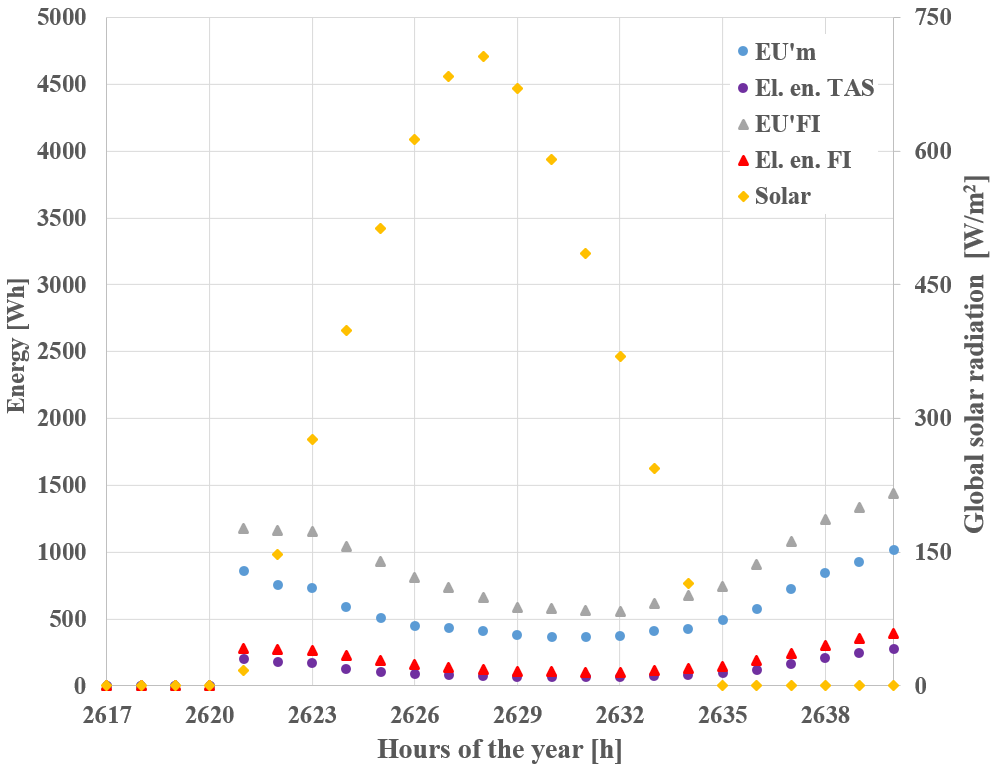 5000
4500
4000
3500
3000
2500
2000
1500
1000
500
0
Energy [Wh]
750
600
450
300
150
0
Global solar radiation [W/m²]
EU'm
El. en. TAS
EU'FI
El. en. FI
Solar
2617 2620 2623 2626 2629 2632 2635 2638
Hours of the year [h]